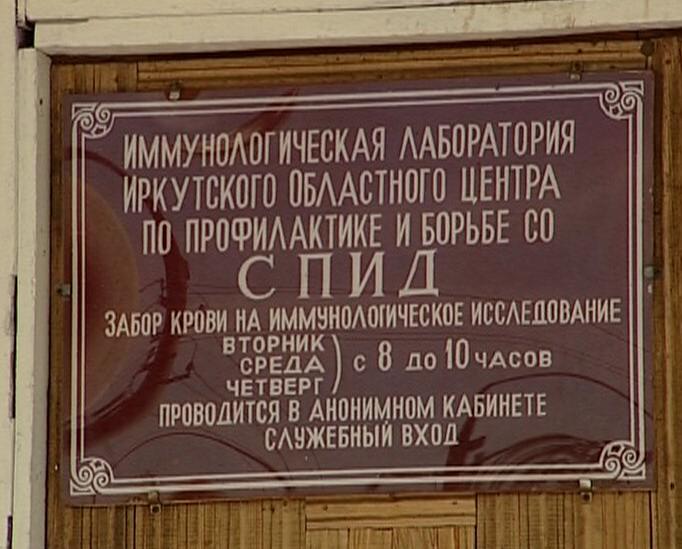 ИММУНОЛОГИЧЕСКАЯ ЛАБОРАТОРИЯ
ИРКУТСКОГО ОБЛАСТНОГО ЦЕНТРА
ПО ПРОФИЛАКТИКЕ И БОРЬБЕ СО
СПИД
ЗАБОР КРОВИ НА ИММУНОЛОГИЧЕСКОЕ ИССЛЕДОВАНИЕ
ВТОРНИК
СРЕДА ) С 8 ДО 10 ЧАСОВ
ЧЕТВЕРГ
ПРОВОДИТСЯ В АНОНИМНОМ КАБИНЕТЕ
СЛУЖЕБНЫЙ ВХОД